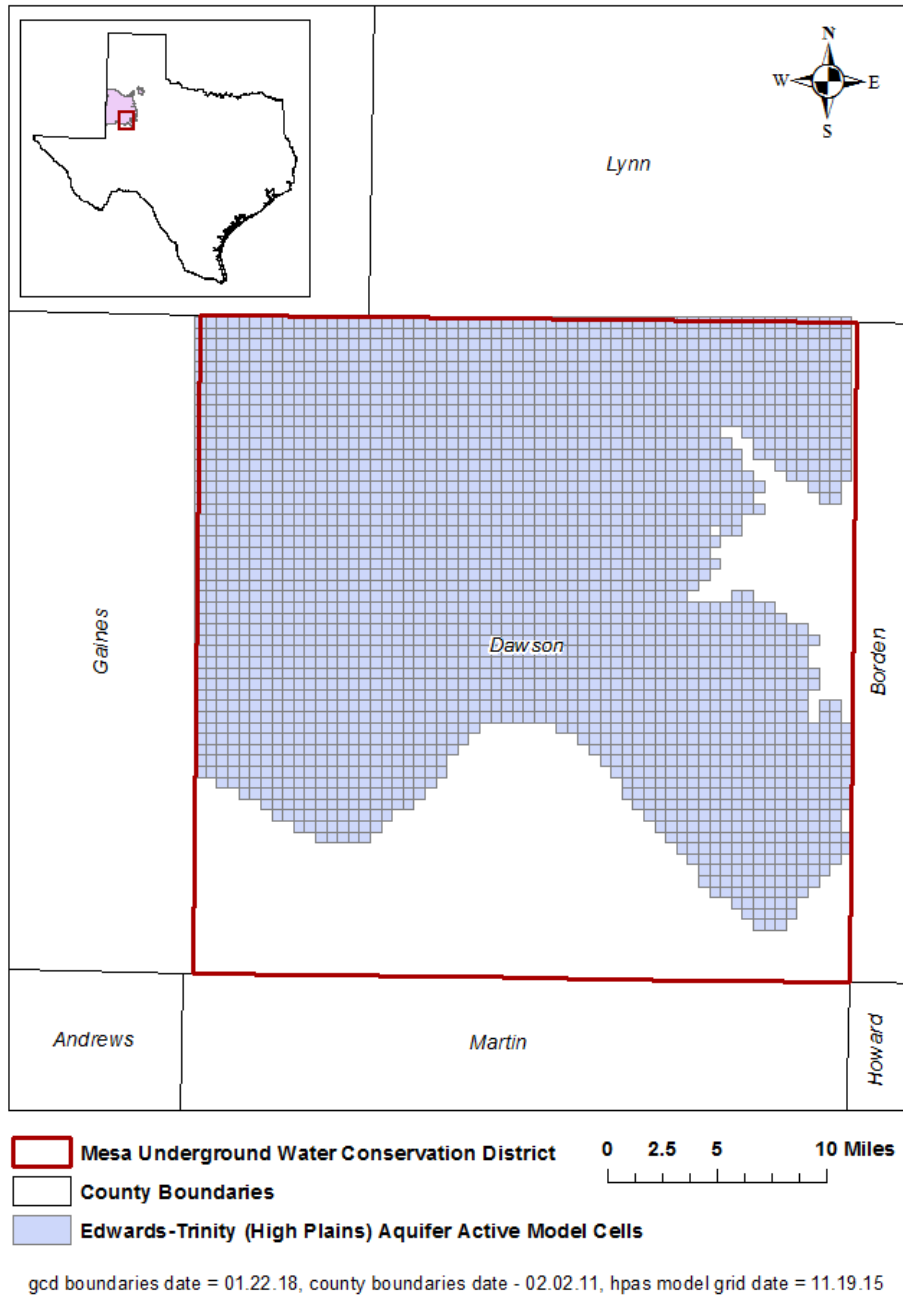 N
W E
S
Lynn
Gaines
Dawson
Borden
Andrews
Martin
Howard
Mesa Underground Water Conservation District
0 2.5 5 10 Miles
County Boundaries
Edwards-Trinity (High Plains) Aquifer Active Model Cells
gcd boundaries date = 01.22.18, county boundaries date - 02.02.11, hpas model grid date = 11.19.15